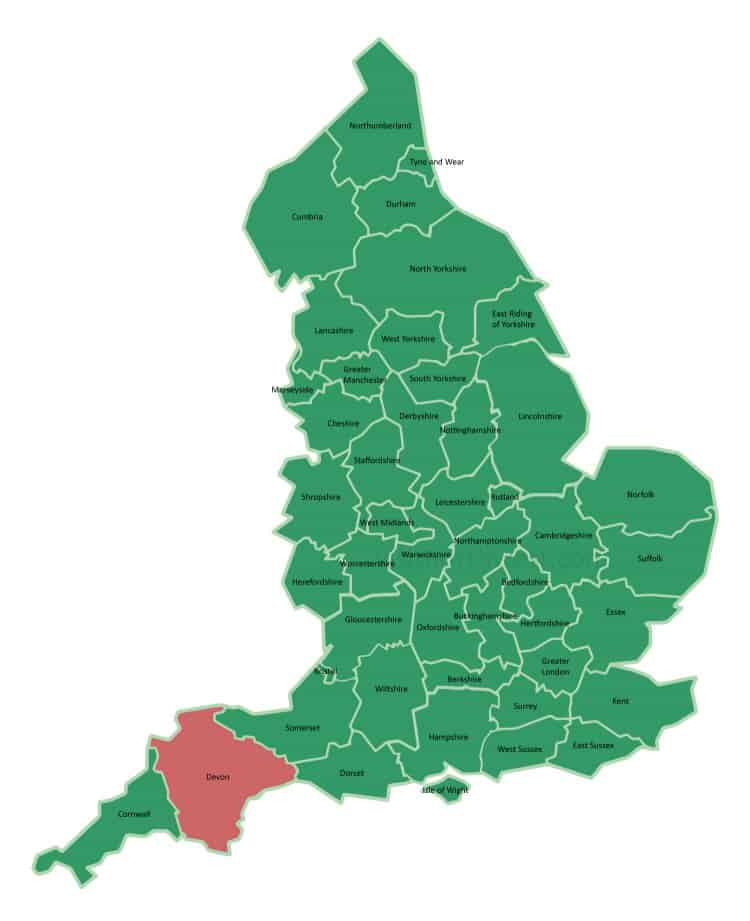 Northumberland
Tyne and Wear
Durham
Cumbria
North Yorkshire
East Riding
of Yorkshire
Lancashire
West Yorkshire
Greater
Manchester
South Yorkshire
Merseyside
Derbyshire
Lincolnshire
Cheshire
Nottinghamshire
Staffordshire
Shropshire
Leicestershire
Rutland
Norfolk
West Midlands
Northamptonshire
Cambridgeshire
Warwickshire
Suffolk
Worcestershire
Herefordshire
Bedfordshire
Essex
Gloucestershire
Buckinghamshire
Oxfordshire
Hertfordshire
Greater
London
Bristol
Berkshire
Wiltshire
Kent
Surrey
Somerset
Hampshire
West Sussex
East Sussex
Devon
Dorset
Isle of Wight
Cornwall